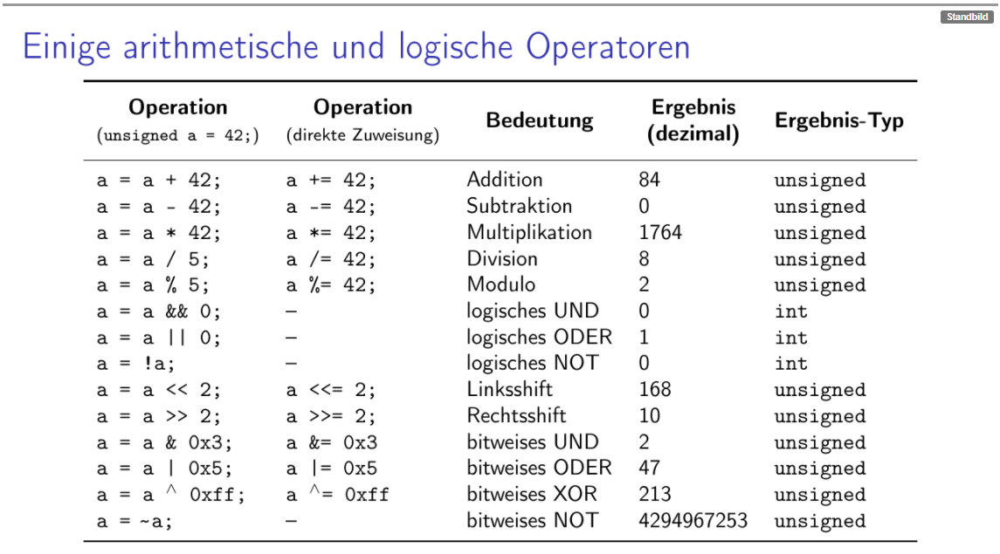 Standbild
Einige arithmetische und logische Operatoren
Operation Operation Bedeutung Ergebnis Ergebnis-Typ
(unsigned a = 42;) (direkte Zuweisung) (dezimal)
a = a + 42; a += 42; Addition 84 unsigned
a = a - 42; a -= 42; Subtraktion 0 unsigned
a = a * 42; a *= 42; Multiplikation 1764 unsigned
a = a / 5; a /= 42; Division 8 unsigned
a = a % 5; a %= 42; Modulo 2 unsigned
a = a && 0; – logisches UND 0 int
a = a || 0; – logisches ODER 1 int
a = !a; – logisches NOT 0 int
a = a << 2; a <<= 2; Linksshift 168 unsigned
a = a >> 2; a >>= 2; Rechtsshift 10 unsigned
a = a & 0x3; a &= 0x3 bitweises UND 2 unsigned
a = a | 0x5; a |= 0x5 bitweises ODER 47 unsigned
a = a ^ 0xff; a ^= 0xff bitweises XOR 213 unsigned
a = ~a; – bitweises NOT 4294967253 unsigned